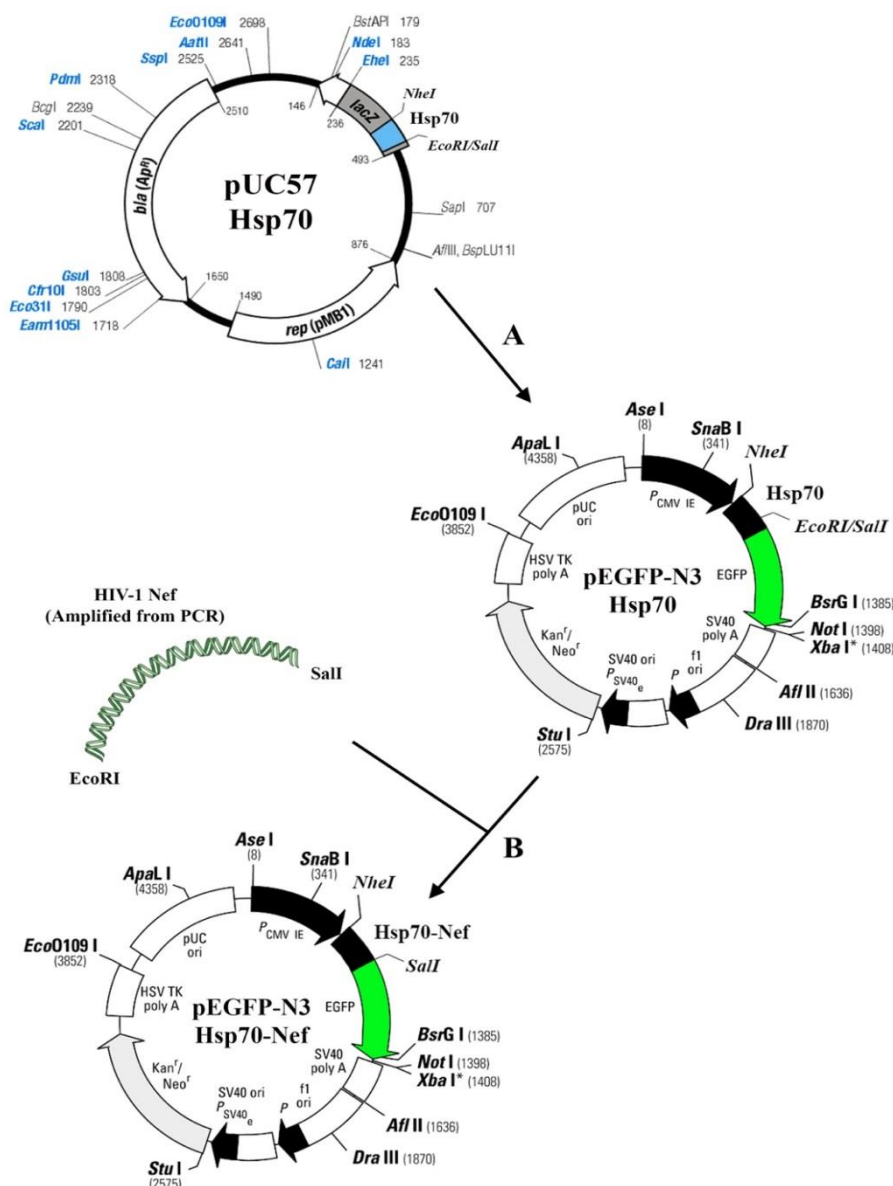 EcoO109I 2698
AatII 2641
SspI 2525
PdmI 2318
BcgI 2239
ScaI 2201
BstAPI 179
NdeI 183
EheI 235
146
2510
236
lacZ
NheI
Hsp70
EcoRI/SalI
493
bla (ApR)
pUC57
Hsp70
SapI 707
876
AflIII, BspLU11I
GsuI 1808
Cfr10I 1803
Eco31I 1790
Eam1105I 1718
1650
1490
rep (pMB1)
CaiI 1241
A
Ase I
(8)
SnaB I
(341)
NheI
ApaL I
(4358)
Hsp70
PCMV IE
pUC
ori
EcoRI/SalI
EcoO109 I
(3852)
HSV TK
poly A
EGFP
pEGFP-N3
Hsp70
BsrG I (1385)
Not I (1398)
Xba I* (1408)
SV40
poly A
Kanr/
Neor
SV40 ori
PSV40e
P
f1
ori
Afl II (1636)
Dra III (1870)
Stu I
(2575)
HIV-1 Nef
(Amplified from PCR)
SalI
EcoRI
B
Ase I
(8)
SnaB I
(341)
NheI
ApaL I
(4358)
Hsp70-Nef
PCMV IE
pUC
ori
SalI
EcoO109 I
(3852)
HSV TK
poly A
EGFP
pEGFP-N3
Hsp70-Nef
BsrG I (1385)
Not I (1398)
Xba I* (1408)
SV40
poly A
Kanr/
Neor
SV40 ori
PSV40e
P
f1
ori
Afl II (1636)
Dra III (1870)
Stu I
(2575)